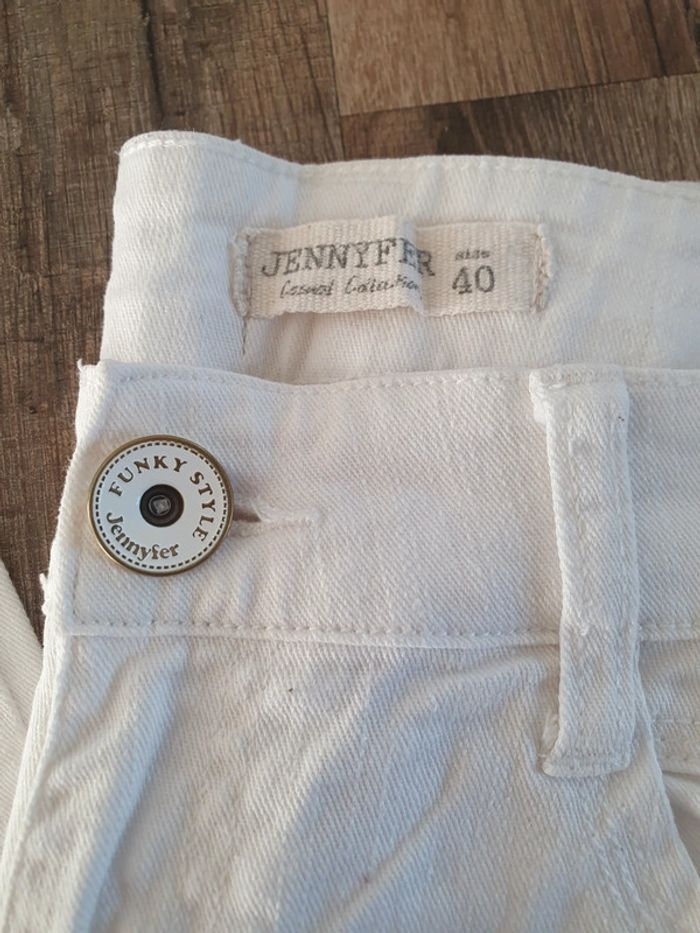 JENNYFER
size
40
Casual Collection
FUNKY STYLE
Jennyfer